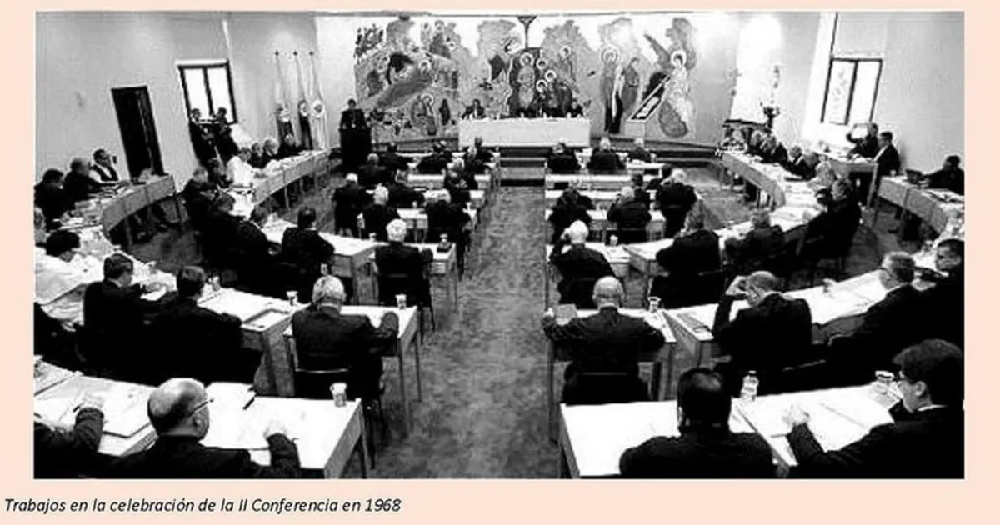 Trabajos en la celebración de la II Conferencia en 1968